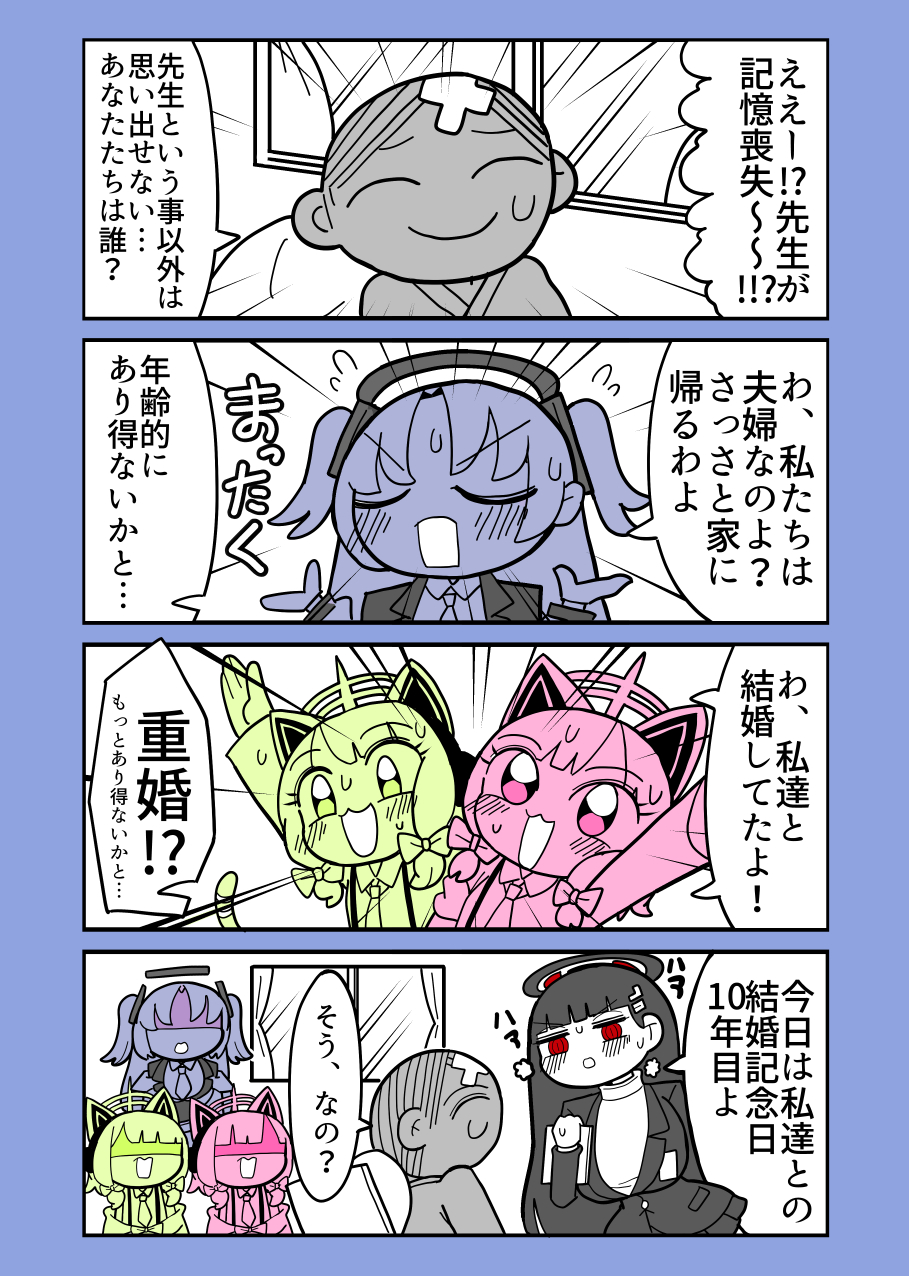 ええー!?先生が
記憶喪失～～!!?
先生という事以外は
思い出せない…
あなたたちは誰？
わ、私たちは
夫婦なのよ？
さっさと家に
帰るわよ
まったく
年齢的に
あり得ないかと…
わ、私達と
結婚してたよ！
重婚!?
もっとあり得ないかと…
今日は私達との
結婚記念日
10年目よ
ハァ
ハァ
そう、なの？